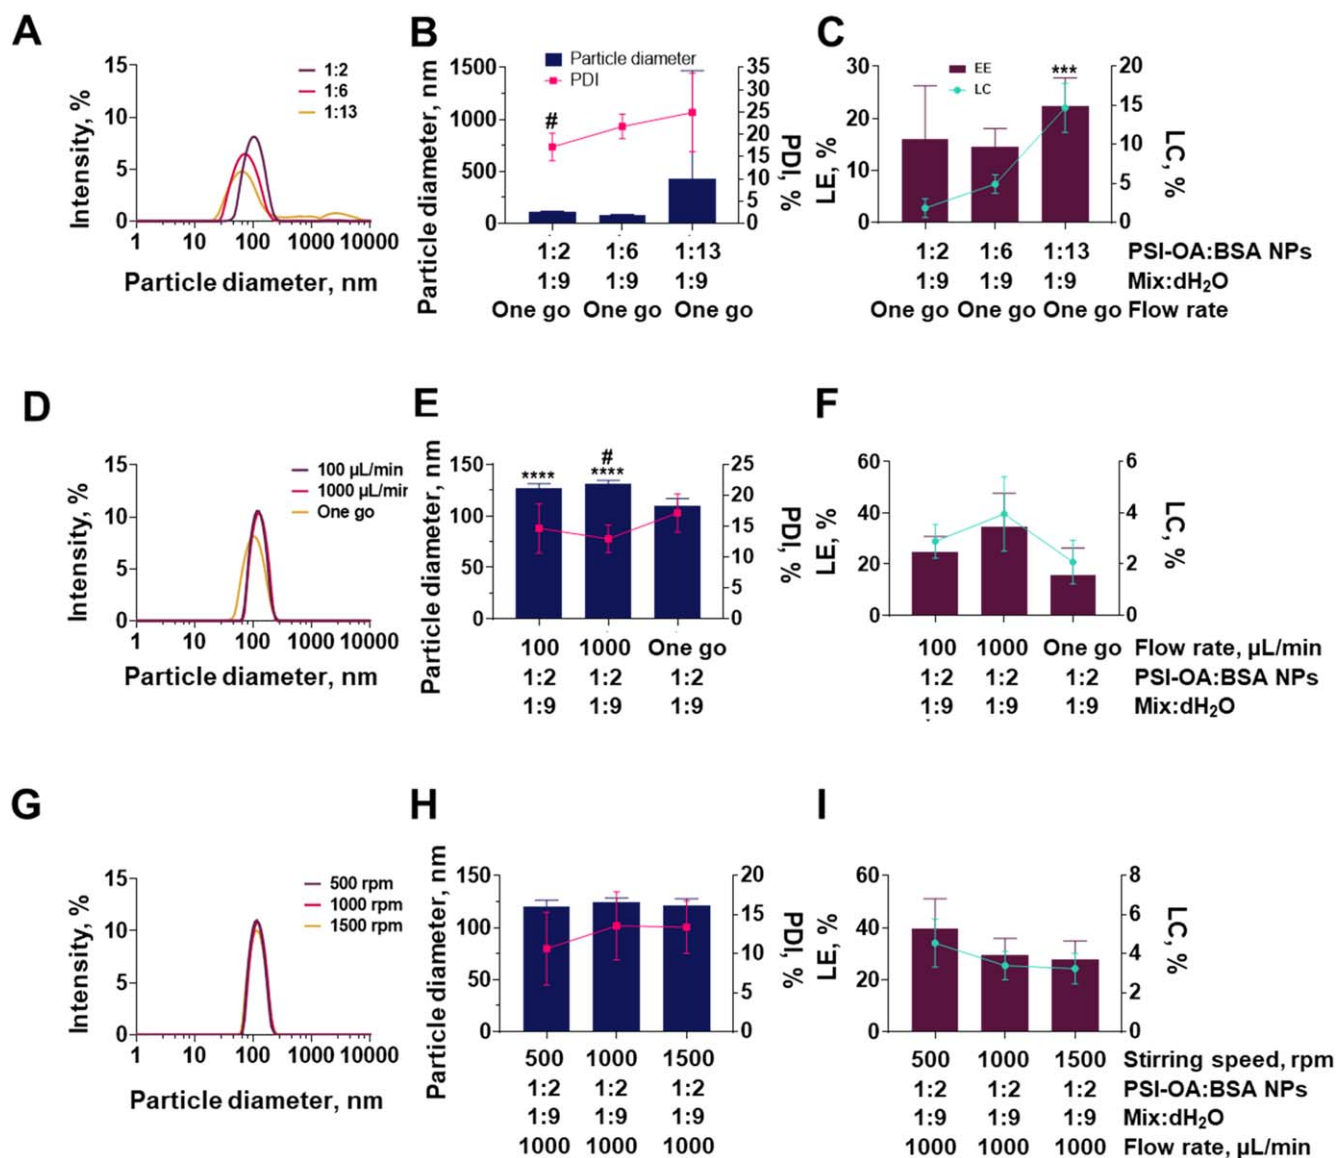 A
Intensity, %
15
10
5
0
1 10 100 1000 10000
Particle diameter, nm
1:2
1:6
1:13
B
Particle diameter, nm
1500
1000
500
0
Particle diameter
PDI
#
35
30
25
20
15
10
5
0
PDI, %
1:2 1:6 1:13
1:9 1:9 1:9
One go One go One go
C
LE, %
30
20
10
0
EE
LC
***
20
15
10
5
0
LC, %
1:2 1:6 1:13 PSI-OA:BSA NPs
1:9 1:9 1:9 Mix:dH₂O
One go One go One go Flow rate
D
Intensity, %
15
10
5
0
1 10 100 1000 10000
Particle diameter, nm
100 µL/min
1000 µL/min
One go
E
Particle diameter, nm
150
100
50
0
#
**** ****
25
20
15
10
5
0
PDI, %
100 1000 One go
1:2 1:2 1:2
1:9 1:9 1:9
F
LE, %
60
40
20
0
6
4
2
0
LC, %
100 1000 One go Flow rate, µL/min
1:2 1:2 1:2 PSI-OA:BSA NPs
1:9 1:9 1:9 Mix:dH₂O
G
Intensity, %
15
10
5
0
1 10 100 1000 10000
Particle diameter, nm
500 rpm
1000 rpm
1500 rpm
H
Particle diameter, nm
150
100
50
0
20
15
10
5
0
PDI, %
500 1000 1500
1:2 1:2 1:2
1:9 1:9 1:9
1000 1000 1000
I
LE, %
60
40
20
0
8
6
4
2
0
LC, %
500 1000 1500 Stirring speed, rpm
1:2 1:2 1:2 PSI-OA:BSA NPs
1:9 1:9 1:9 Mix:dH₂O
1000 1000 1000 Flow rate, µL/min